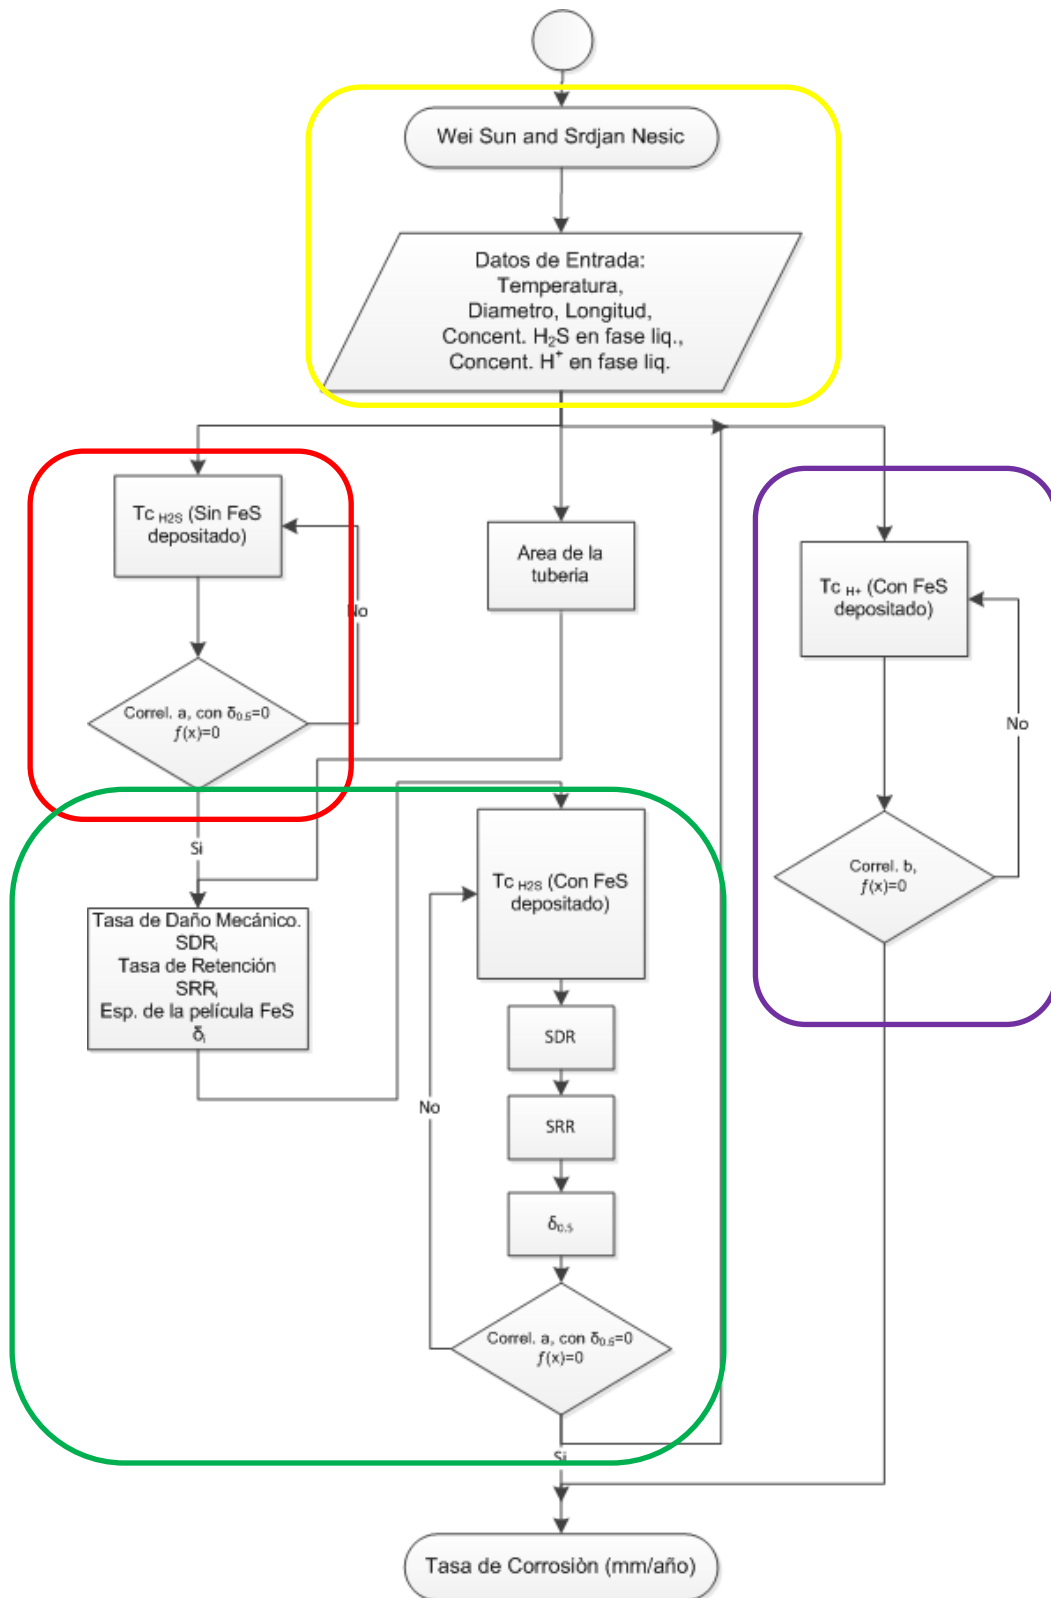 Wei Sun and Srdjan Nesic
Datos de Entrada:
Temperatura,
Diametro, Longitud,
Concent. H₂S en fase liq.,
Concent. H⁺ en fase liq.
Tc H2S (Sin FeS
depositado)
No
Correl. a, con δ₀.₅=0
ƒ(x)=0
Si
Area de la
tuberia
Tc H+ (Con FeS
depositado)
No
Correl. b,
ƒ(x)=0
Tasa de Daño Mecánico.
SDRᵢ
Tasa de Retención
SRRᵢ
Esp. de la película FeS
δᵢ
Tc H2S (Con FeS
depositado)
SDR
SRR
δ₀.₅
No
Correl. a, con δ₀.₅=0
ƒ(x)=0
Si
Tasa de Corrosiòn (mm/año)